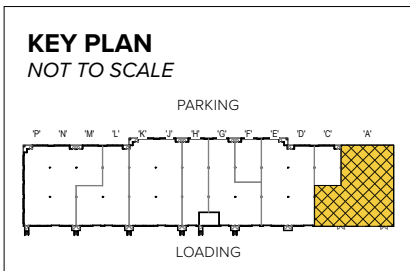 KEY PLAN
NOT TO SCALE
PARKING
'P' 'N' 'M' 'L' 'K' 'J' 'H' 'G' 'F' 'E' 'D' 'C' 'A'
LOADING